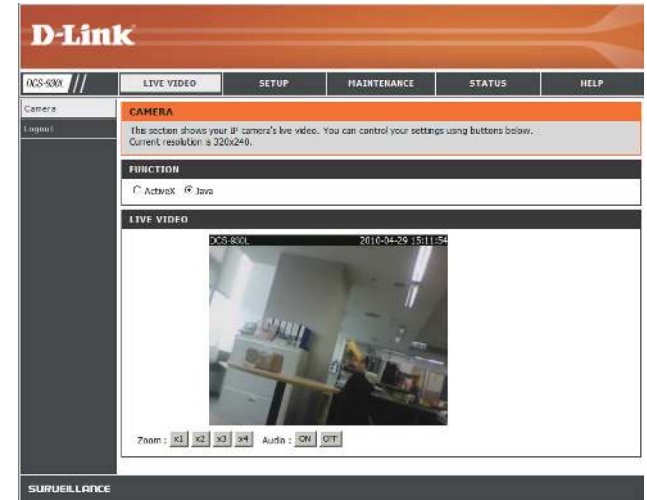 D-Link
DCS-930L // LIVE VIDEO SETUP MAINTENANCE STATUS HELP
Camera
Logout
CAMERA
This section shows your IP camera's live video. You can control your settings using buttons below.
Current resolution is 320x240.
FUNCTION
ActiveX Java
LIVE VIDEO
DCS-930L 2010-04-29 15:11:54
Zoom : x1 x2 x3 x4 Audio : ON OFF
SURVEILLANCE